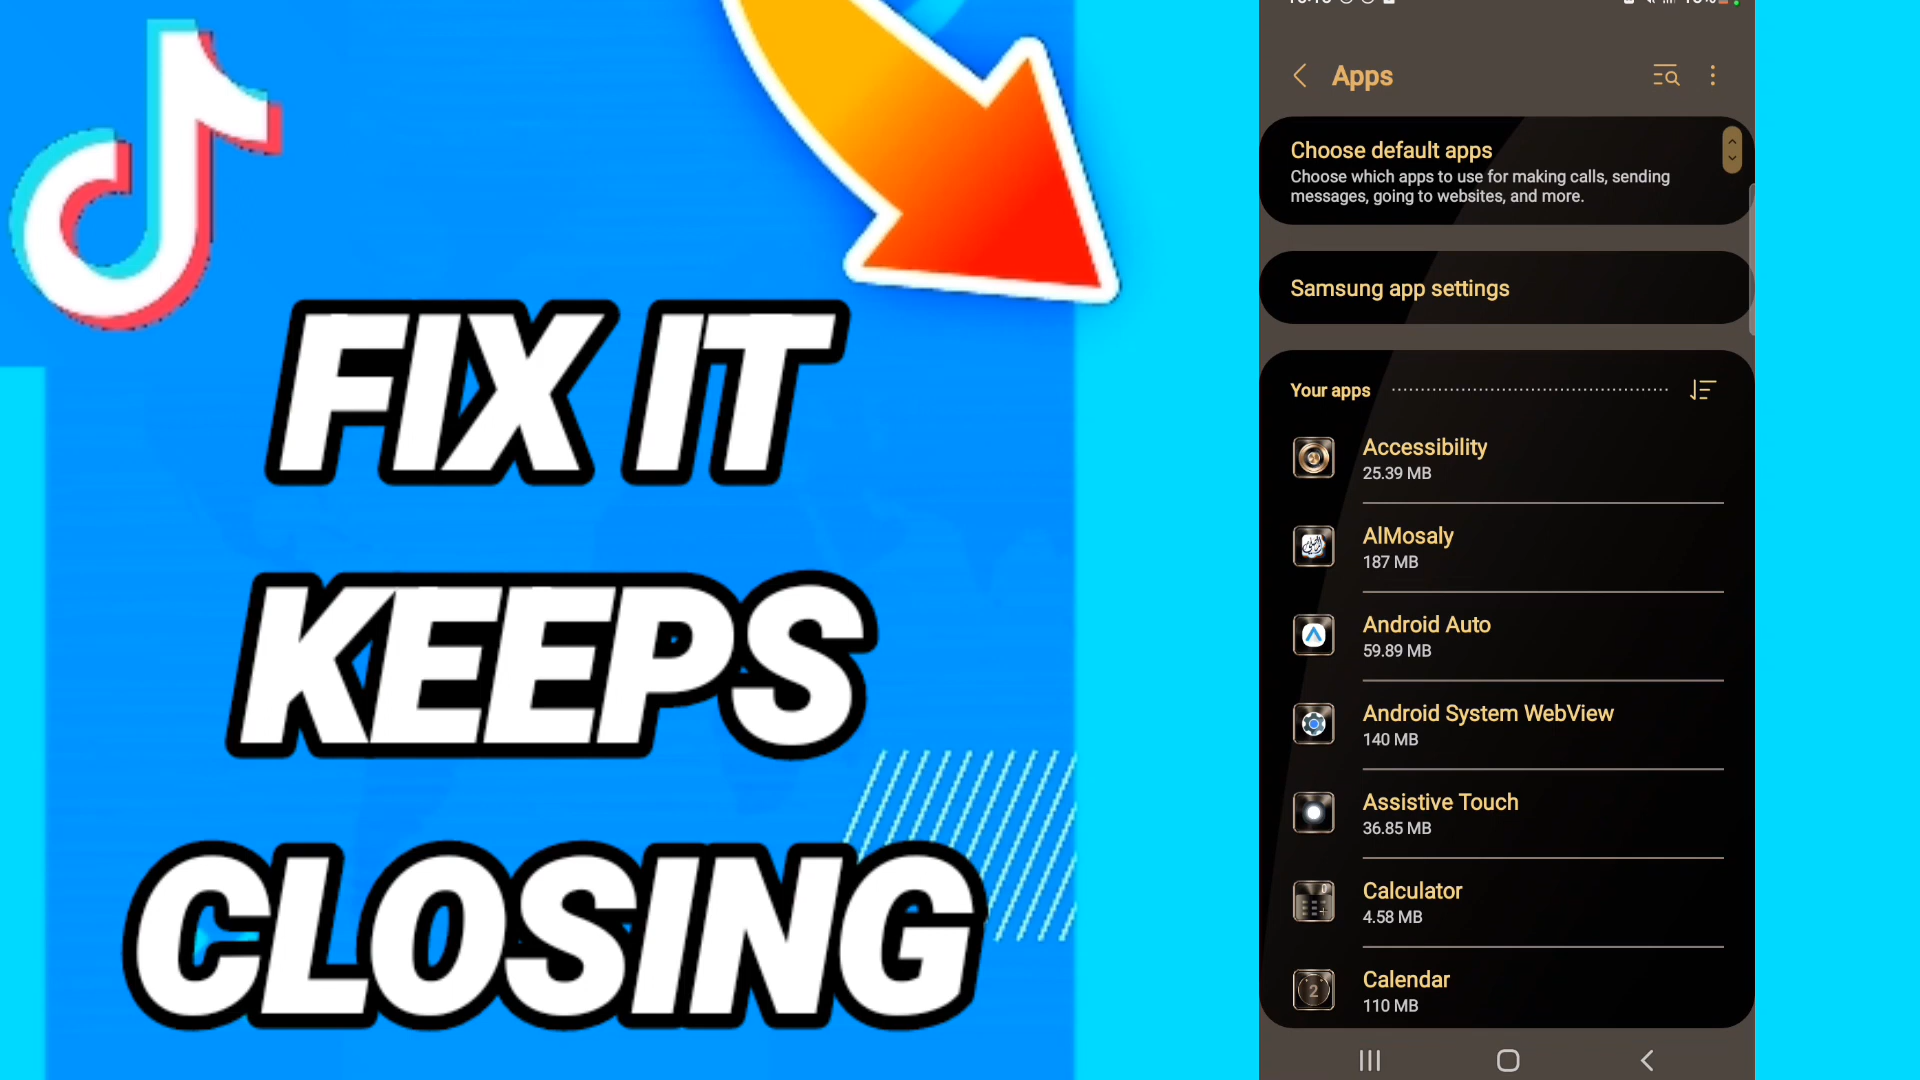 FIX IT
KEEPS
CLOSING
Apps
Choose default apps
Choose which apps to use for making calls, sending
messages, going to websites, and more.
Samsung app settings
Your apps
Accessibility
25.39 MB
AlMosaly
187 MB
Android Auto
59.89 MB
Android System WebView
140 MB
Assistive Touch
36.85 MB
Calculator
4.58 MB
Calendar
110 MB